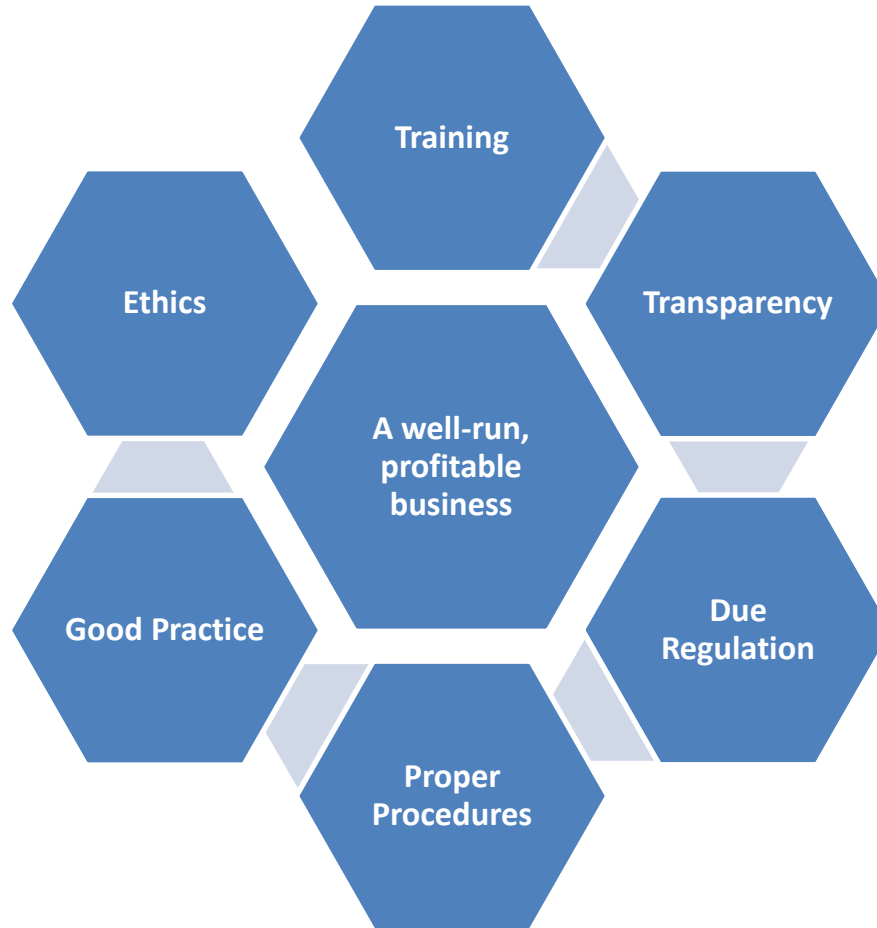 Training
Ethics
Transparency
A well-run,
profitable
business
Good Practice
Due
Regulation
Proper
Procedures